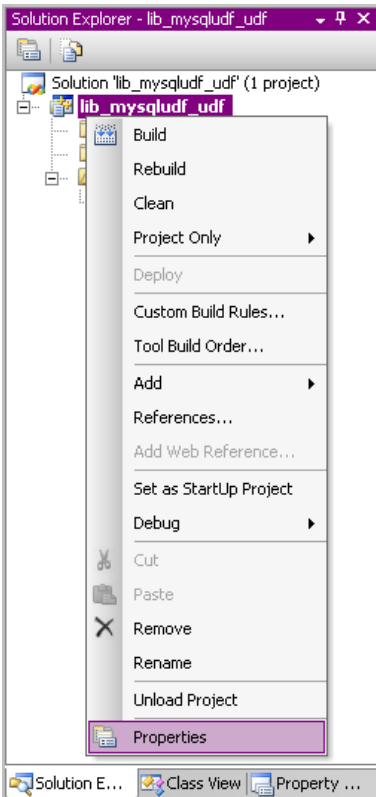 Solution Explorer - lib_mysqludf_udf
Solution 'lib_mysqludf_udf' (1 project)
lib_mysqludf_udf
Build
Rebuild
Clean
Project Only
Deploy
Custom Build Rules...
Tool Build Order...
Add
References...
Add Web Reference...
Set as StartUp Project
Debug
Cut
Paste
Remove
Rename
Unload Project
Properties
Solution E... Class View Property ...